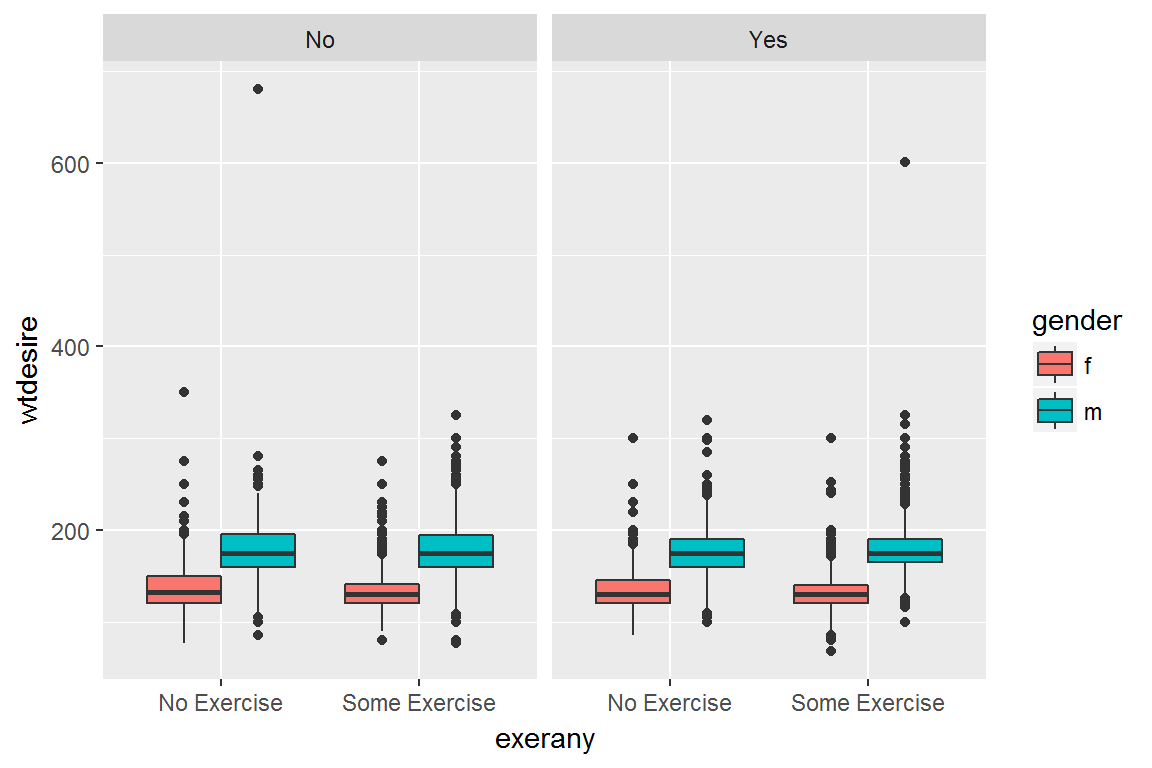 No
Yes
600
400
200
wtdesire
No Exercise
Some Exercise
No Exercise
Some Exercise
exerany
gender
f
m